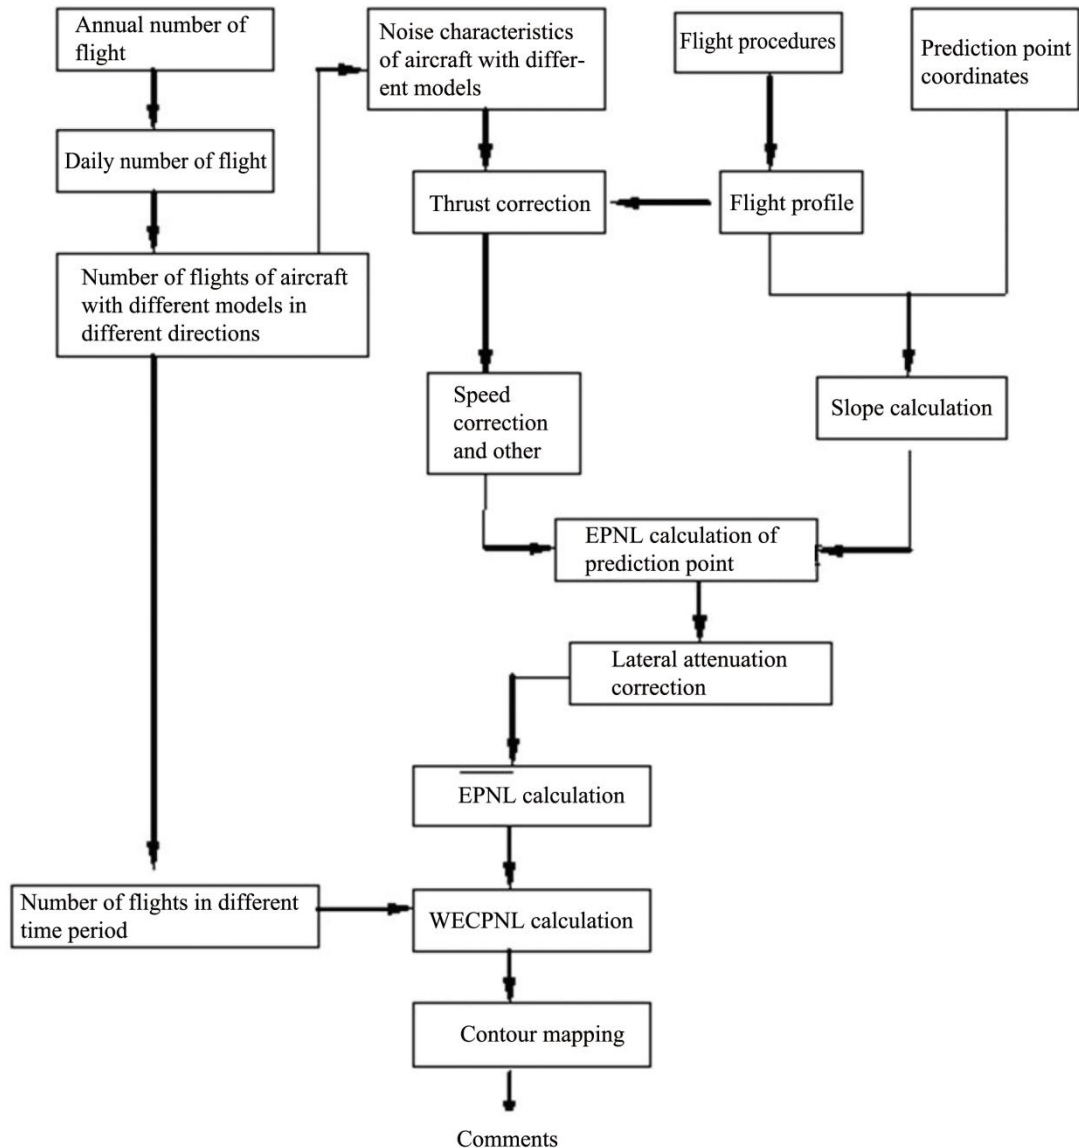 Annual number of
flight
Noise characteristics
of aircraft with differ-
ent models
Flight procedures
Prediction point
coordinates
Daily number of flight
Thrust correction
Flight profile
Number of flights of aircraft
with different models in
different directions
Speed
correction
and other
Slope calculation
EPNL calculation of
prediction point
Lateral attenuation
correction
EPNL calculation
Number of flights in different
time period
WECPNL calculation
Contour mapping
Comments